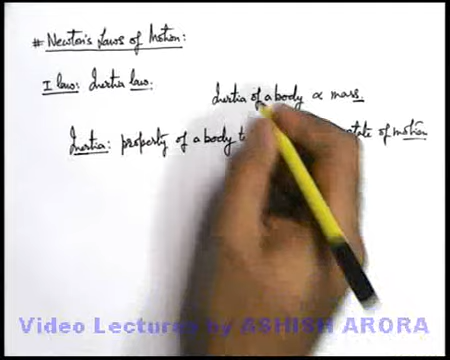 # Newton's Laws of Motion:
I law: Inertia law:
Inertia of a body ∝ mass.
Inertia: property of a body state of motion
Video Lectures by ASHISH ARORA